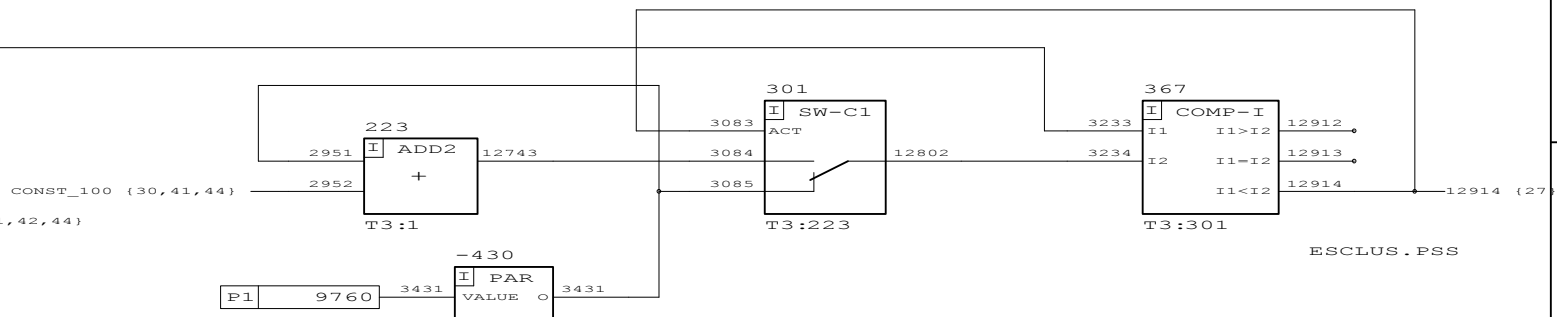 301
367
3083
I SW-C1
ACT
3233
I COMP-I
I1 I1>I2
12912
223
2951
I ADD2
+
12743
3084
12802
3234
I2 I1=I2
12913
CONST_100 {30,41,44}
2952
3085
I1<I2
12914
12914 {27}
,42,44}
T3:1
T3:223
T3:301
ESCLUS.PSS
-430
I PAR
P1 9760
3431
VALUE O
3431